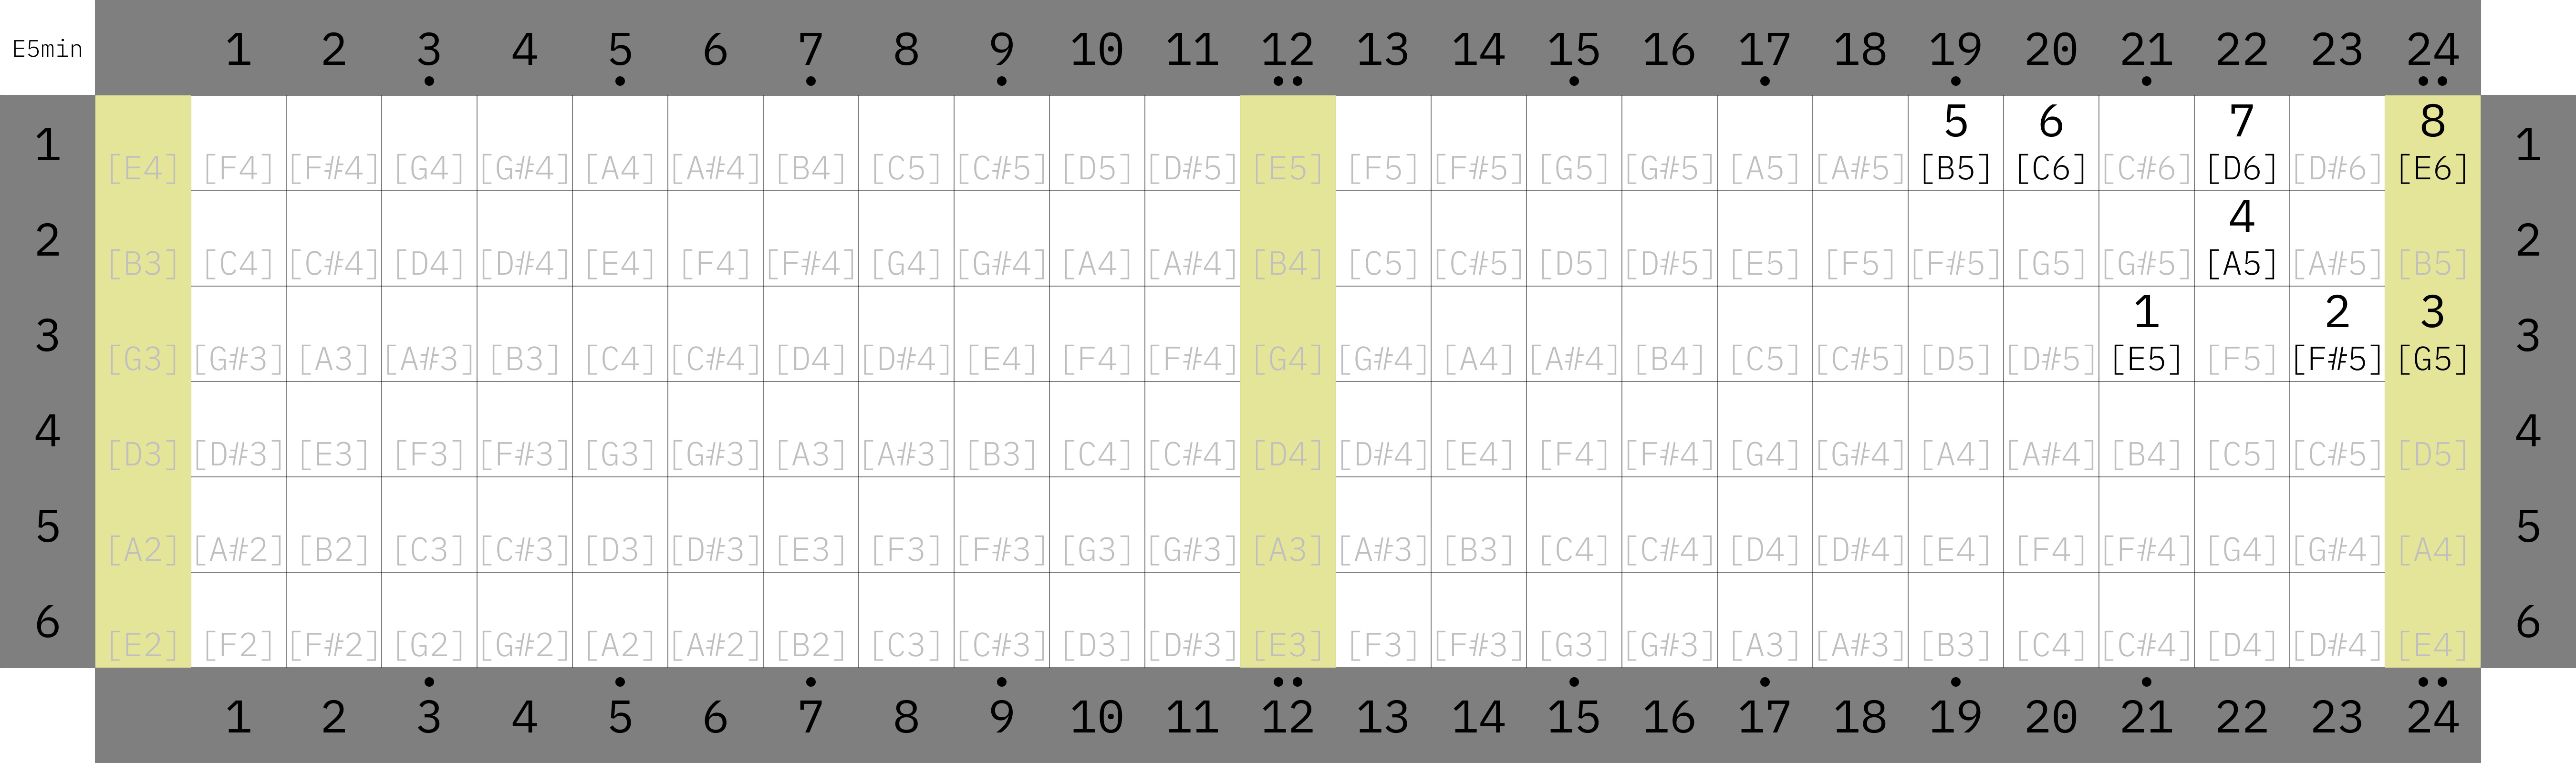 E5min 1 2 3 4 5 6 7 8 9 10 11 12 13 14 15 16 17 18 19 20 21 22 23 24
5 6 7 8
1 [E4] [F4] [F#4] [G4] [G#4] [A4] [A#4] [B4] [C5] [C#5] [D5] [D#5] [E5] [F5] [F#5] [G5] [G#5] [A5] [A#5] [B5] [C6] [C#6] [D6] [D#6] [E6] 1
4
2 [B3] [C4] [C#4] [D4] [D#4] [E4] [F4] [F#4] [G4] [G#4] [A4] [A#4] [B4] [C5] [C#5] [D5] [D#5] [E5] [F5] [F#5] [G5] [G#5] [A5] [A#5] [B5] 2
1 2 3
3 [G3] [G#3] [A3] [A#3] [B3] [C4] [C#4] [D4] [D#4] [E4] [F4] [F#4] [G4] [G#4] [A4] [A#4] [B4] [C5] [C#5] [D5] [D#5] [E5] [F5] [F#5] [G5] 3
4 [D3] [D#3] [E3] [F3] [F#3] [G3] [G#3] [A3] [A#3] [B3] [C4] [C#4] [D4] [D#4] [E4] [F4] [F#4] [G4] [G#4] [A4] [A#4] [B4] [C5] [C#5] [D5] 4
5 [A2] [A#2] [B2] [C3] [C#3] [D3] [D#3] [E3] [F3] [F#3] [G3] [G#3] [A3] [A#3] [B3] [C4] [C#4] [D4] [D#4] [E4] [F4] [F#4] [G4] [G#4] [A4] 5
6 [E2] [F2] [F#2] [G2] [G#2] [A2] [A#2] [B2] [C3] [C#3] [D3] [D#3] [E3] [F3] [F#3] [G3] [G#3] [A3] [A#3] [B3] [C4] [C#4] [D4] [D#4] [E4] 6
1 2 3 4 5 6 7 8 9 10 11 12 13 14 15 16 17 18 19 20 21 22 23 24